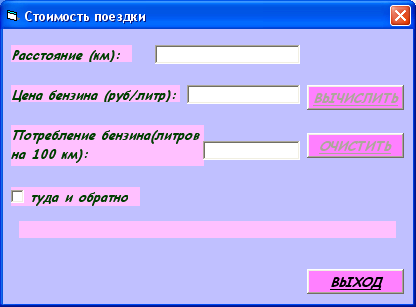 Стоимость поездки
Расстояние (км):
Цена бензина (руб/литр):
ВЫЧИСЛИТЬ
Потребление бензина(литров
на 100 км):
ОЧИСТИТЬ
туда и обратно
ВЫХОД